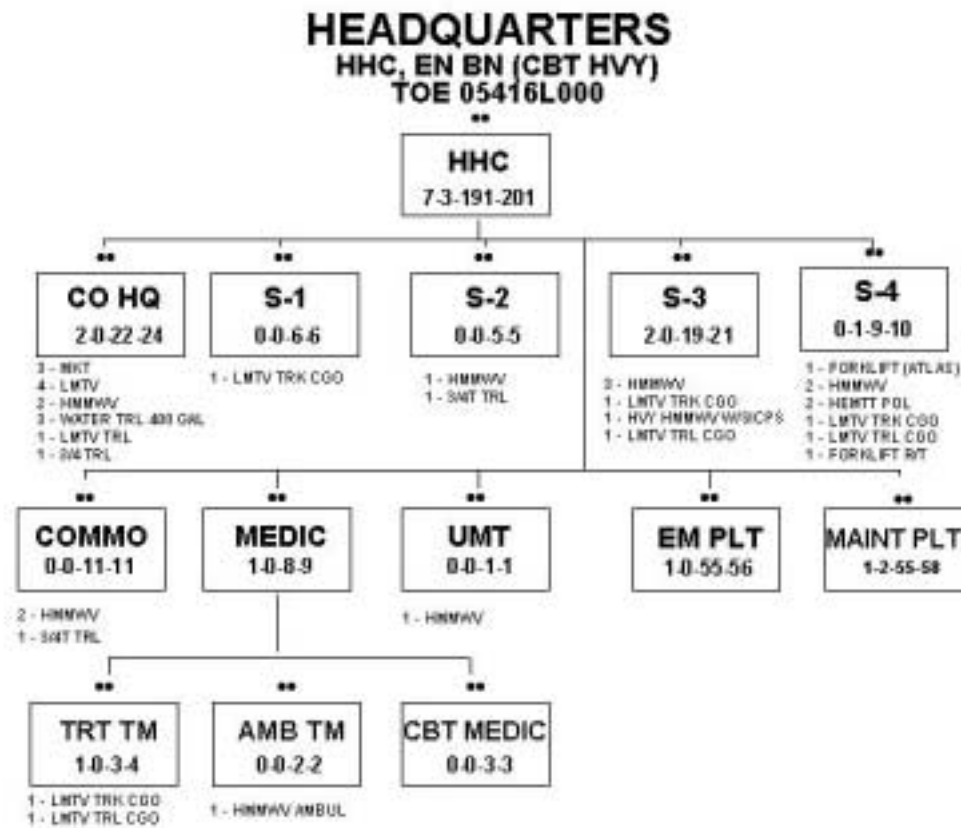 HEADQUARTERS
HHC, EN BN (CBT HVY)
TOE 05416L000
HHC
7-3-191-201
CO HQ
2-0-22-24
3 - MKT
4 - LMTV
2 - HMMWV
3 - WATER TRL 400 GAL
1 - LMTV TRL
1 - 3/4 TRL
S-1
0-0-6-6
1 - LMTV TRK CGO
S-2
0-0-5-5
1 - HMMWV
1 - 3/4T TRL
S-3
2-0-19-21
3 - HMMWV
1 - LMTV TRK CGO
1 - HVY HMMWV W/SICPS
1 - LMTV TRL CGO
S-4
0-1-9-10
1 - FORKLIFT (ATLAS)
2 - HMMWV
2 - HEMTT POL
1 - LMTV TRK CGO
1 - LMTV TRL CGO
1 - FORKLIFT R/T
COMMO
0-0-11-11
2 - HMMWV
1 - 3/4T TRL
MEDIC
1-0-8-9
UMT
0-0-1-1
1 - HMMWV
EM PLT
1-0-55-56
MAINT PLT
1-2-55-58
TRT TM
1-0-3-4
1 - LMTV TRK CGO
1 - LMTV TRL CGO
AMB TM
0-0-2-2
1 - HMMWV AMBUL
CBT MEDIC
0-0-3-3